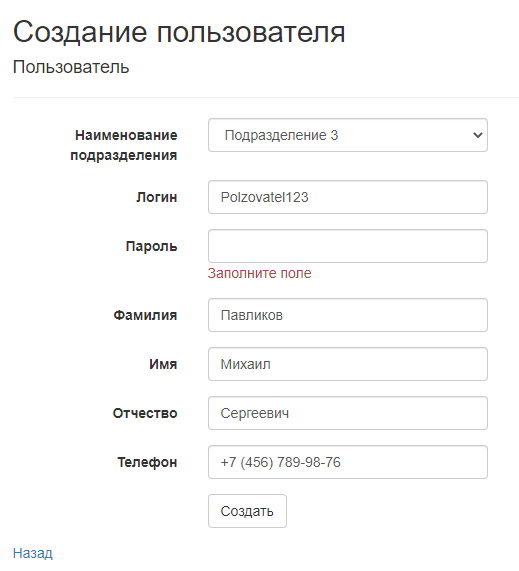 Создание пользователя
Пользователь
Наименование подразделения
Подразделение 3
Логин
Polzovatel123
Пароль
Заполните поле
Фамилия
Павликов
Имя
Михаил
Отчество
Сергеевич
Телефон
+7 (456) 789-98-76
Создать
Назад